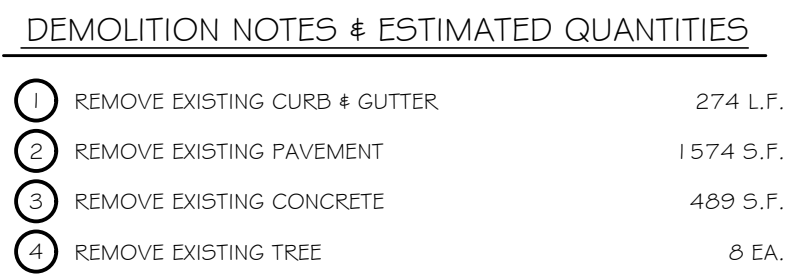 DEMOLITION NOTES & ESTIMATED QUANTITIES
1 REMOVE EXISTING CURB & GUTTER 274 L.F.
2 REMOVE EXISTING PAVEMENT 1574 S.F.
3 REMOVE EXISTING CONCRETE 489 S.F.
4 REMOVE EXISTING TREE 8 EA.